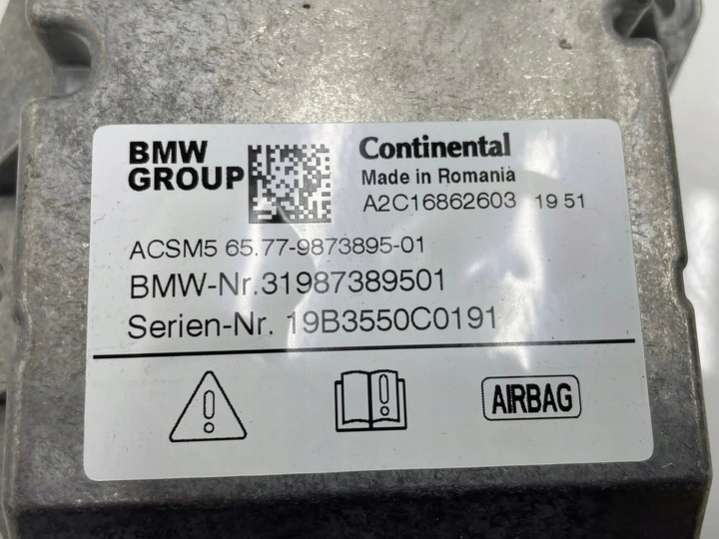 BMW
GROUP
Continental
Made in Romania
A2C16862603 19 51
ACSM5 65.77-9873895-01
BMW-Nr.31987389501
Serien-Nr. 19B3550C0191
AIRBAG